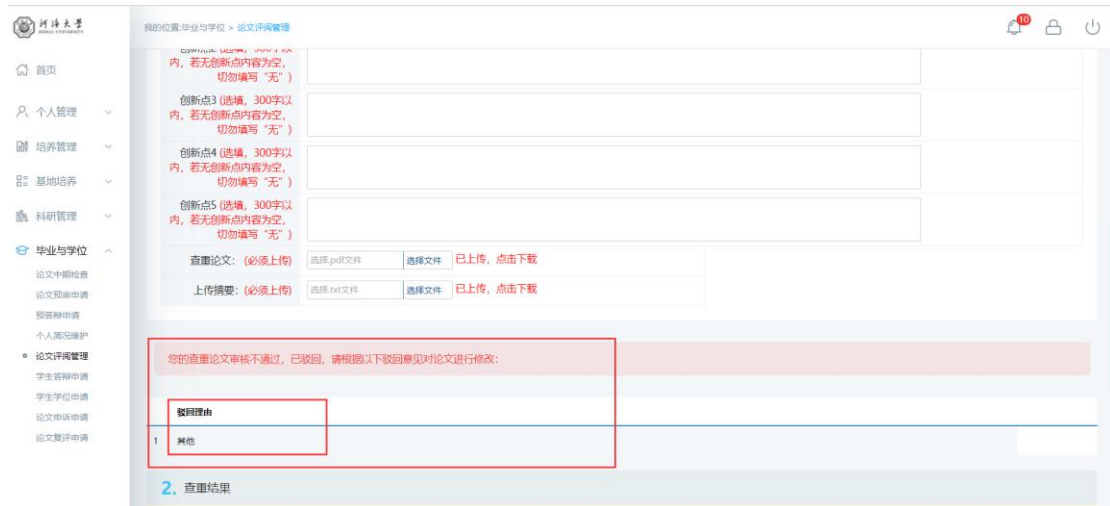 河海大学
HOHAI UNIVERSITY
我的位置:毕业与学位 > 论文评阅管理
10
首页
个人管理
培养管理
基地培养
科研管理
毕业与学位
论文中期检查
论文预审申请
预答辩申请
个人简况维护
论文评阅管理
学生答辩申请
学生学位申请
论文申诉申请
论文复评申请
内，若无创新点内容为空，
切勿填写“无”)
创新点3 (选填，300字以
内，若无创新点内容为空，
切勿填写“无”)
创新点4 (选填，300字以
内，若无创新点内容为空，
切勿填写“无”)
创新点5 (选填，300字以
内，若无创新点内容为空，
切勿填写“无”)
查重论文： (必须上传) 选择.pdf文件 选择文件 已上传，点击下载
上传摘要：(必须上传) 选择.txt文件 选择文件 已上传，点击下载
您的查重论文审核不通过，已驳回，请根据以下驳回意见对论文进行修改：
驳回理由
1 其他
2. 查重结果